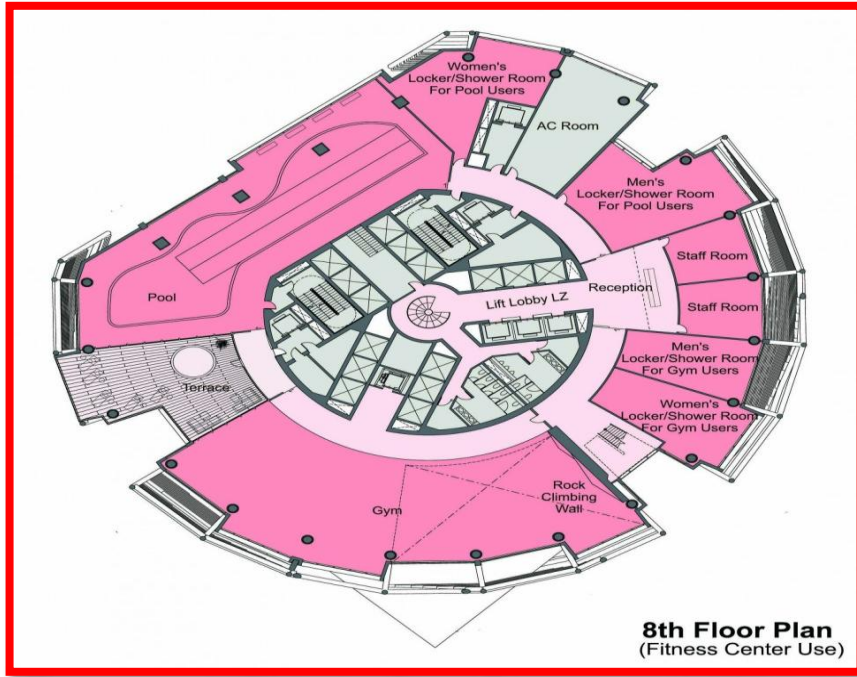 Women's
Locker/Shower Room
For Pool Users
AC Room
Men's
Locker/Shower Room
For Pool Users
Staff Room
Reception
Lift Lobby LZ
Pool
Staff Room
Men's
Locker/Shower Room
For Gym Users
Terrace
Women's
Locker/Shower Room
For Gym Users
Rock
Climbing
Wall
Gym
8th Floor Plan
(Fitness Center Use)